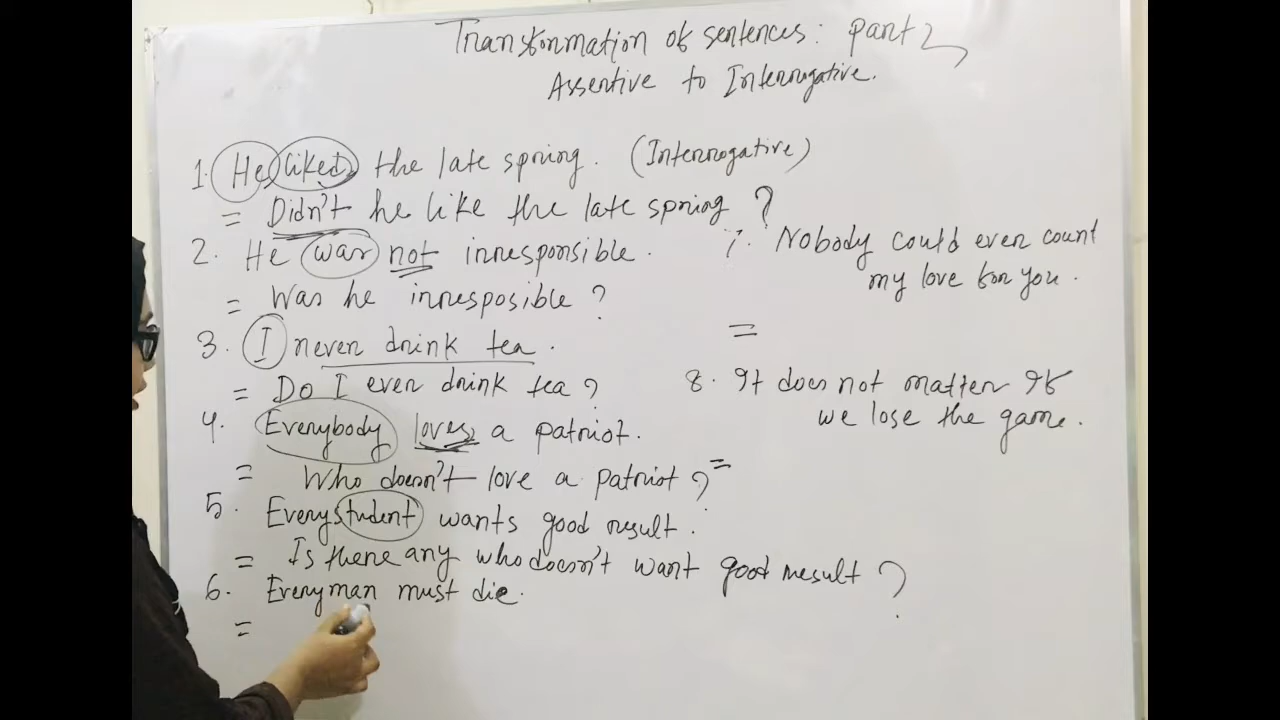 Transformation of sentences: part 2
Assertive to Interrogative.
1. He liked the late spring. (Interrogative)
= Didn't he like the late spring ?
2. He was not irresponsible.
= Was he irresposible ?
3. I never drink tea.
= Do I ever drink tea ?
4. Everybody loves a patriot.
= Who doesn't love a patriot ?
5. Every student wants good result.
= Is there any who doesn't want good result ?
6. Every man must die.
=
7. Nobody could ever count
my love for you.
=
8. It does not matter If
we lose the game.
=